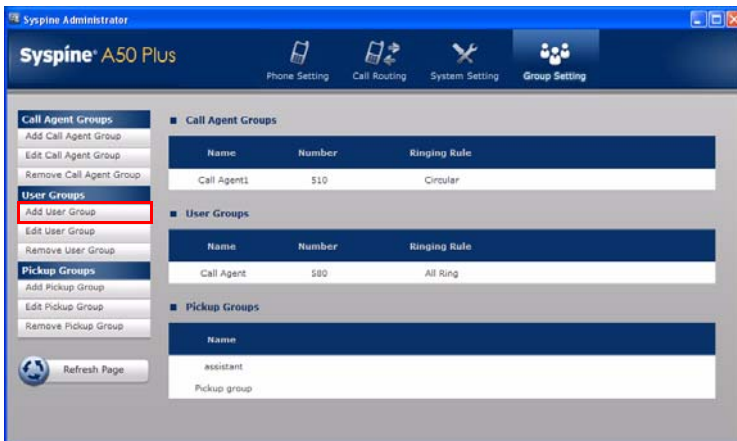 Syspine Administrator
Syspine® A50 Plus
Phone Setting
Call Routing
System Setting
Group Setting
Call Agent Groups
Add Call Agent Group
Edit Call Agent Group
Remove Call Agent Group
User Groups
Add User Group
Edit User Group
Remove User Group
Pickup Groups
Add Pickup Group
Edit Pickup Group
Remove Pickup Group
Refresh Page
Call Agent Groups
Name Number Ringing Rule
Call Agent1 510 Circular
User Groups
Name Number Ringing Rule
Call Agent 580 All Ring
Pickup Groups
Name
assistant
Pickup group